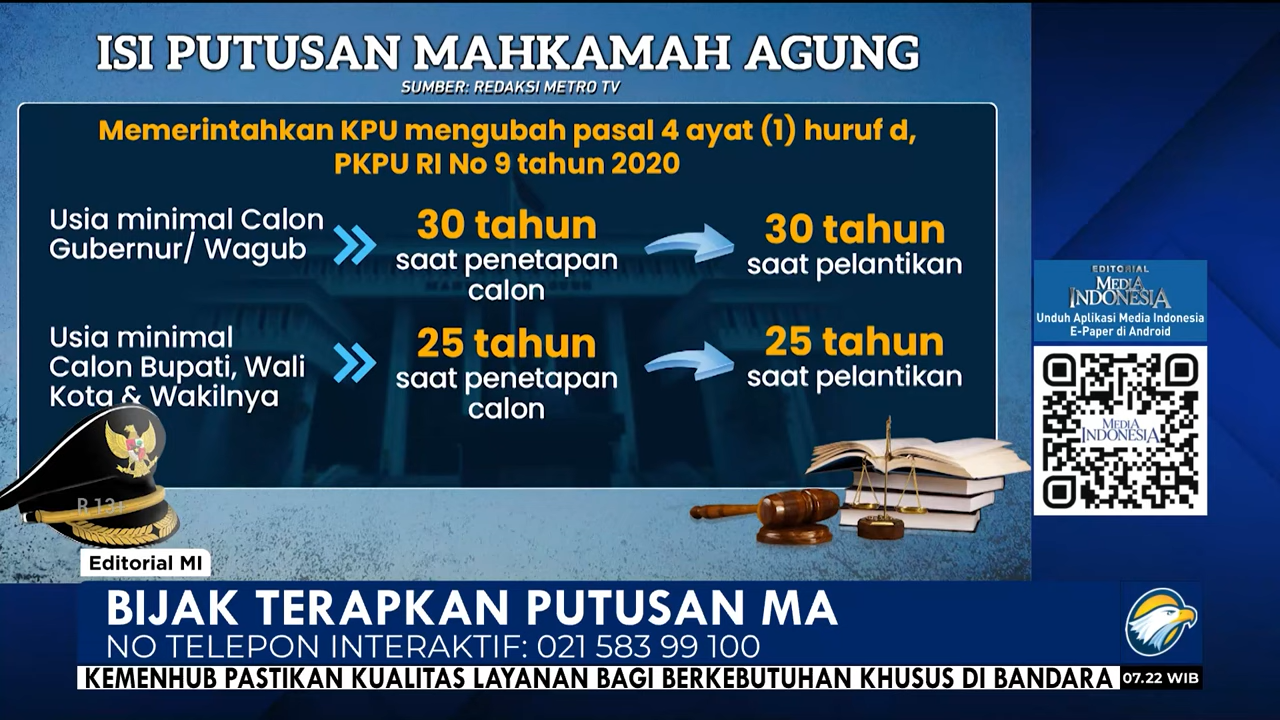 ISI PUTUSAN MAHKAMAH AGUNG
SUMBER: REDAKSI METRO TV
Memerintahkan KPU mengubah pasal 4 ayat (1) huruf d,
PKPU RI No 9 tahun 2020
Usia minimal Calon
Gubernur/ Wagub
30 tahun
saat penetapan
calon
30 tahun
saat pelantikan
Usia minimal
Calon Bupati, Wali
Kota & Wakilnya
25 tahun
saat penetapan
calon
25 tahun
saat pelantikan
R 13+
EDITORIAL
MEDIA
INDONESIA
Unduh Aplikasi Media Indonesia
E-Paper di Android
MEDIA
INDONESIA
Editorial MI
BIJAK TERAPKAN PUTUSAN MA
NO TELEPON INTERAKTIF: 021 583 99 100
KEMENHUB PASTIKAN KUALITAS LAYANAN BAGI BERKEBUTUHAN KHUSUS DI BANDARA
07.22 WIB